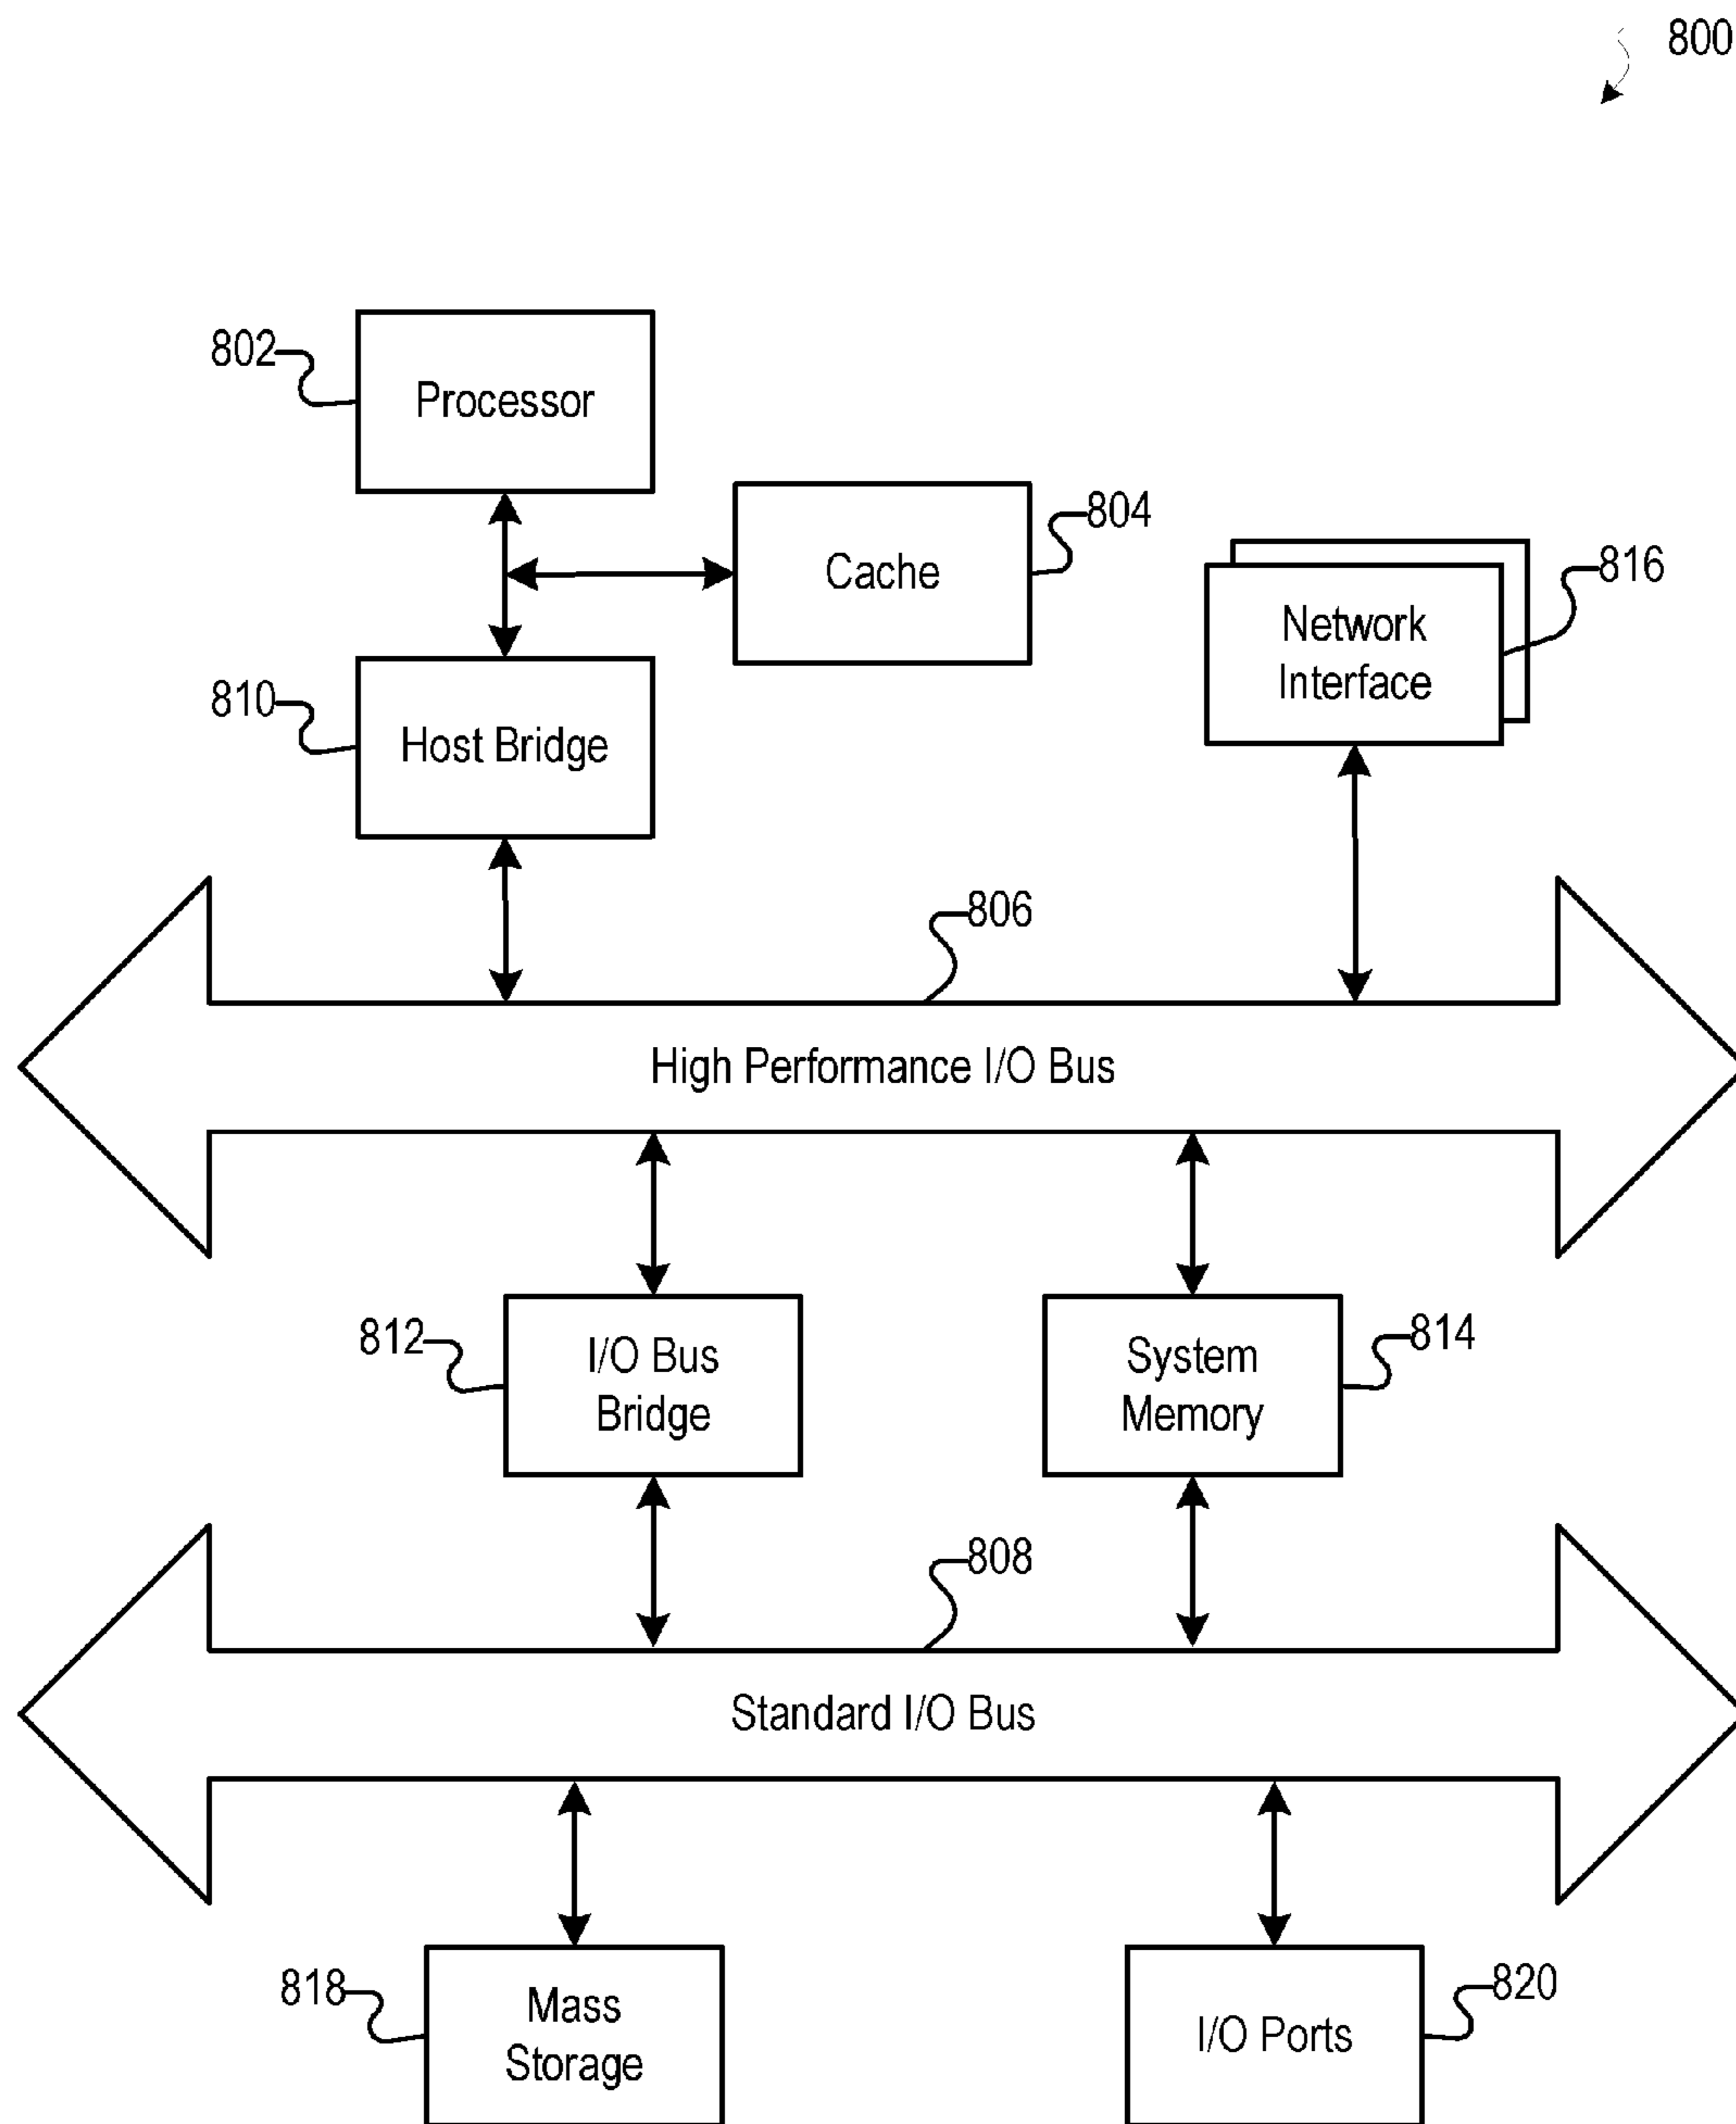 800
802
Processor
804
Cache
816
Network
Interface
810
Host Bridge
806
High Performance I/O Bus
812
I/O Bus
Bridge
System
Memory
814
808
Standard I/O Bus
818
Mass
Storage
820
I/O Ports